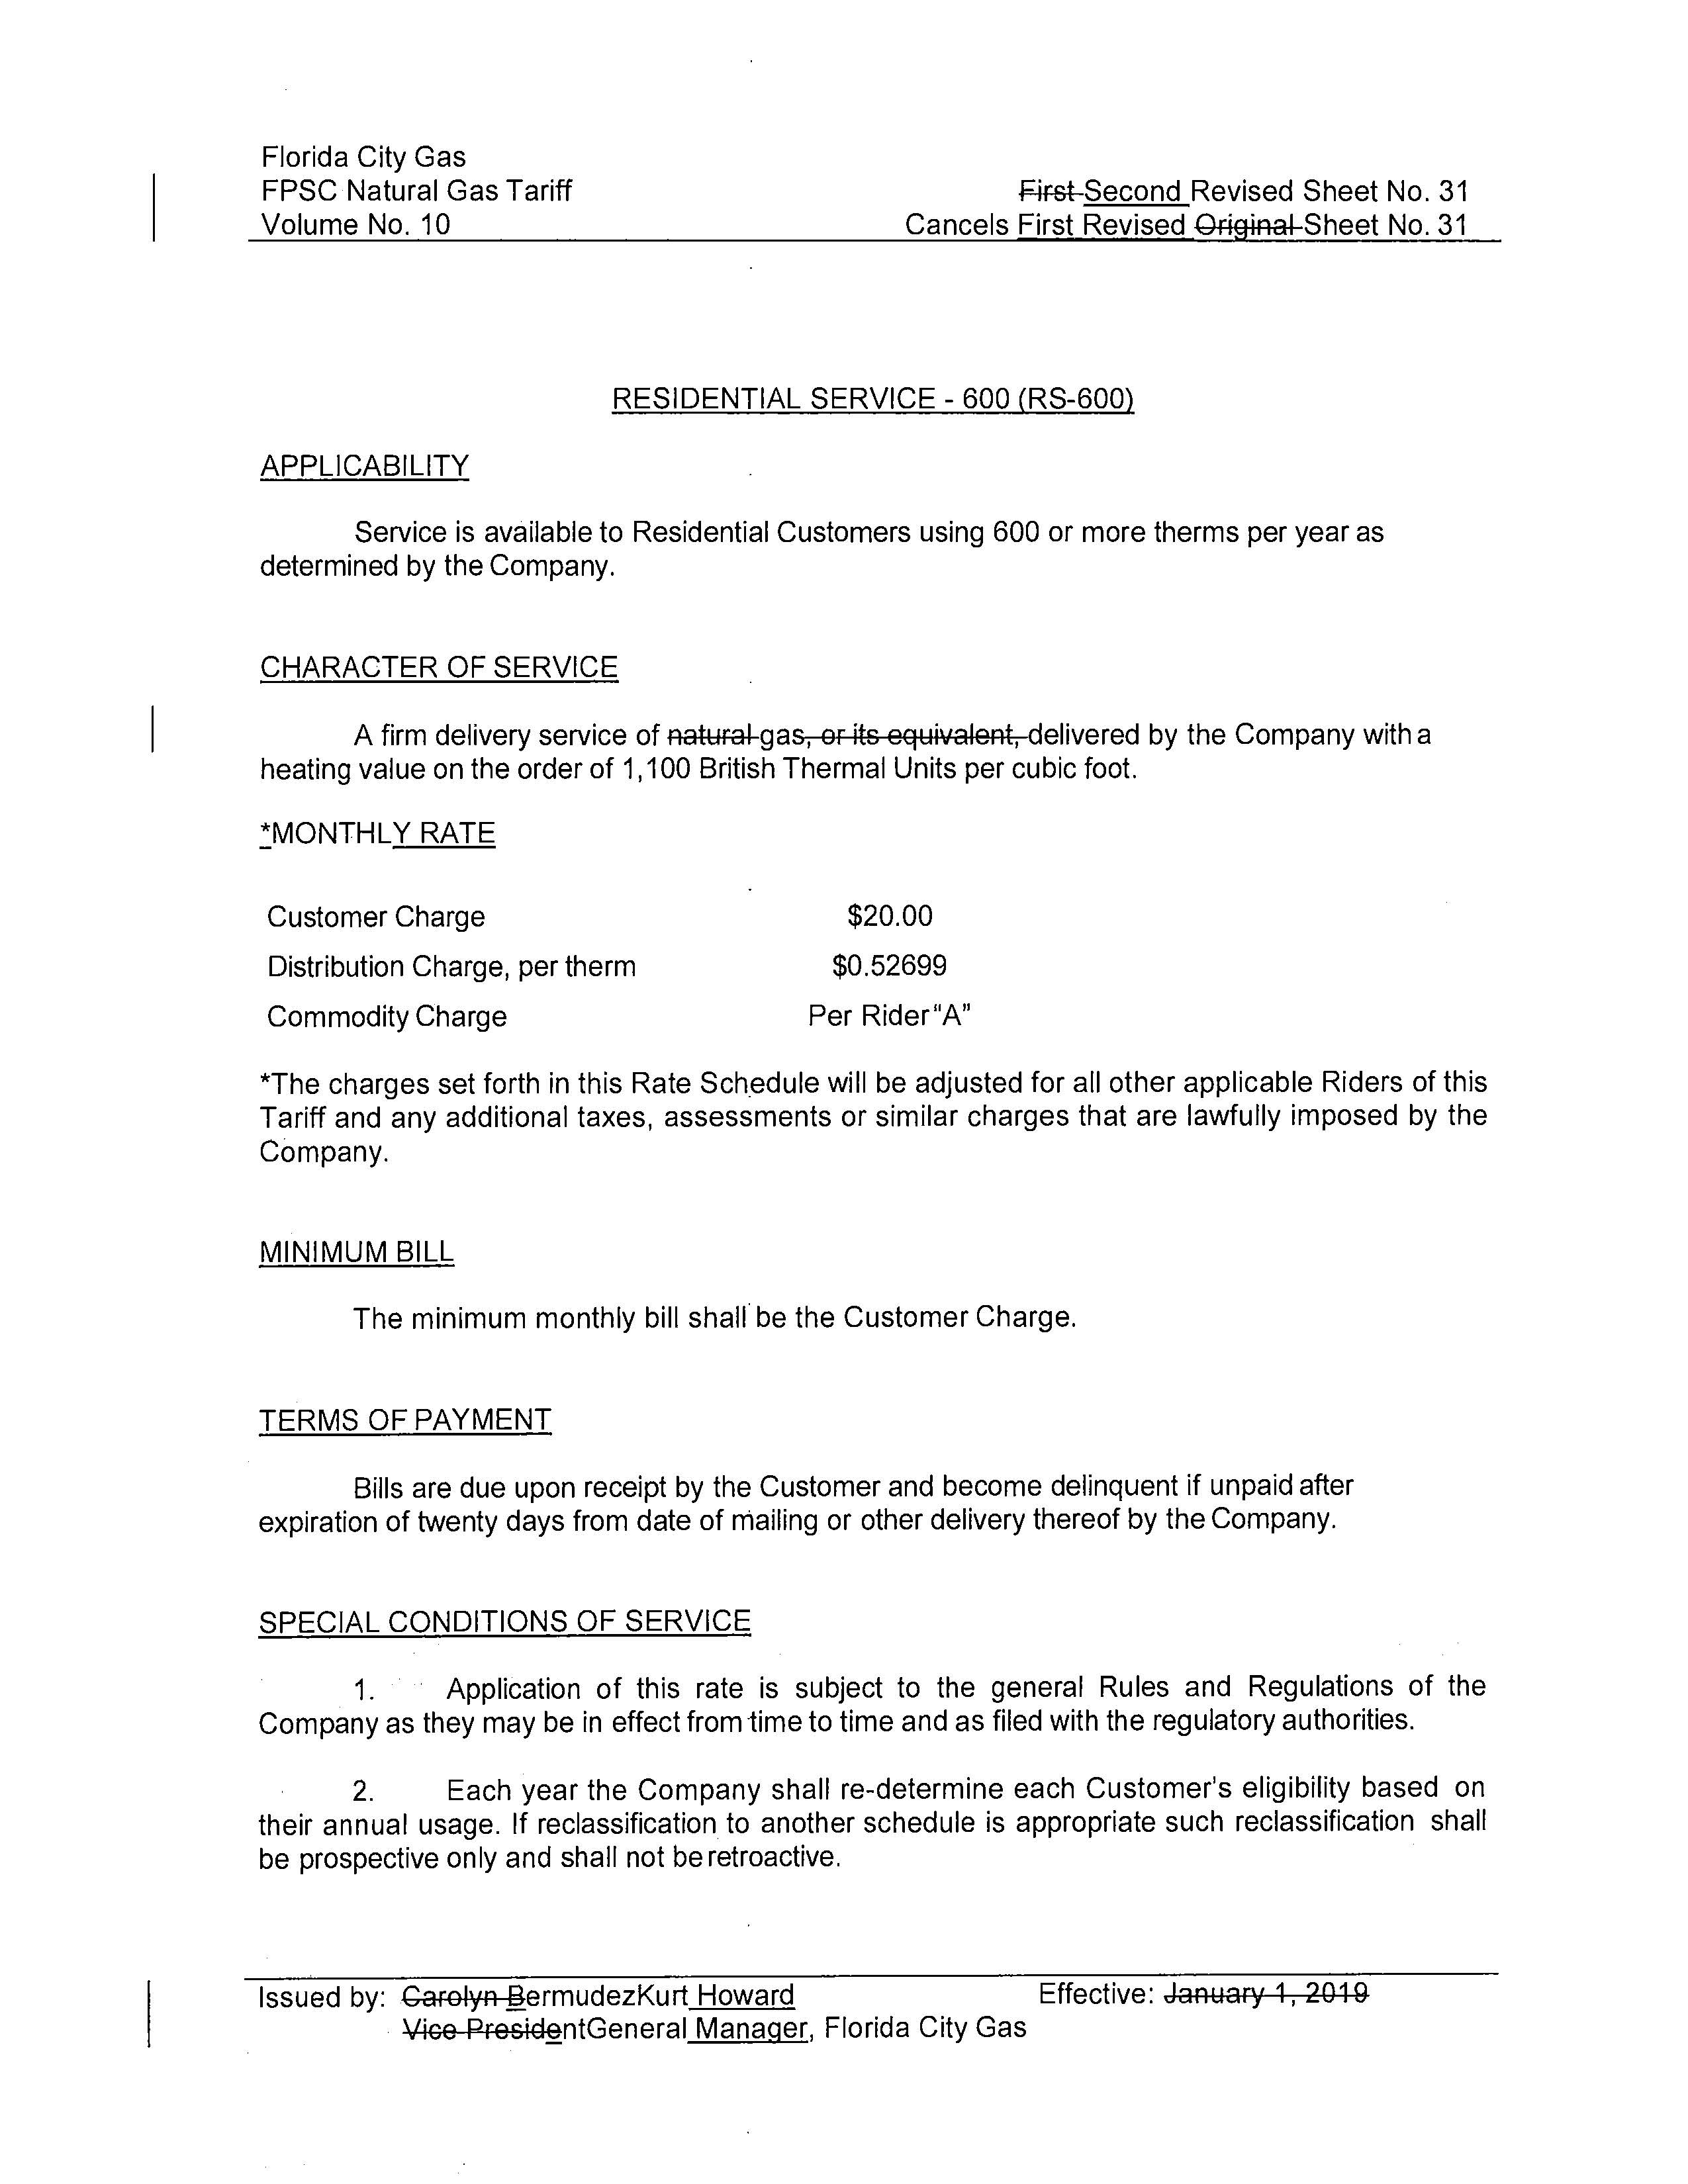 Florida City Gas
FPSC Natural Gas Tariff
First Second Revised Sheet No. 31
Volume No. 10
Cancels First Revised Original Sheet No. 31
RESIDENTIAL SERVICE - 600 (RS-600)
APPLICABILITY
Service is available to Residential Customers using 600 or more therms per year as
determined by the Company.
CHARACTER OF SERVICE
A firm delivery service of natural gas, or its equivalent, delivered by the Company with a
heating value on the order of 1,100 British Thermal Units per cubic foot.
*MONTHLY RATE
Customer Charge $20.00
Distribution Charge, per therm $0.52699
Commodity Charge Per Rider "A"
*The charges set forth in this Rate Schedule will be adjusted for all other applicable Riders of this
Tariff and any additional taxes, assessments or similar charges that are lawfully imposed by the
Company.
MINIMUM BILL
The minimum monthly bill shall be the Customer Charge.
TERMS OF PAYMENT
Bills are due upon receipt by the Customer and become delinquent if unpaid after
expiration of twenty days from date of mailing or other delivery thereof by the Company.
SPECIAL CONDITIONS OF SERVICE
1. Application of this rate is subject to the general Rules and Regulations of the
Company as they may be in effect from time to time and as filed with the regulatory authorities.
2. Each year the Company shall re-determine each Customer's eligibility based on
their annual usage. If reclassification to another schedule is appropriate such reclassification shall
be prospective only and shall not be retroactive.
Issued by: Carolyn BermudezKurt Howard Effective: January 1, 2019
Vice PresidentGeneral Manager, Florida City Gas